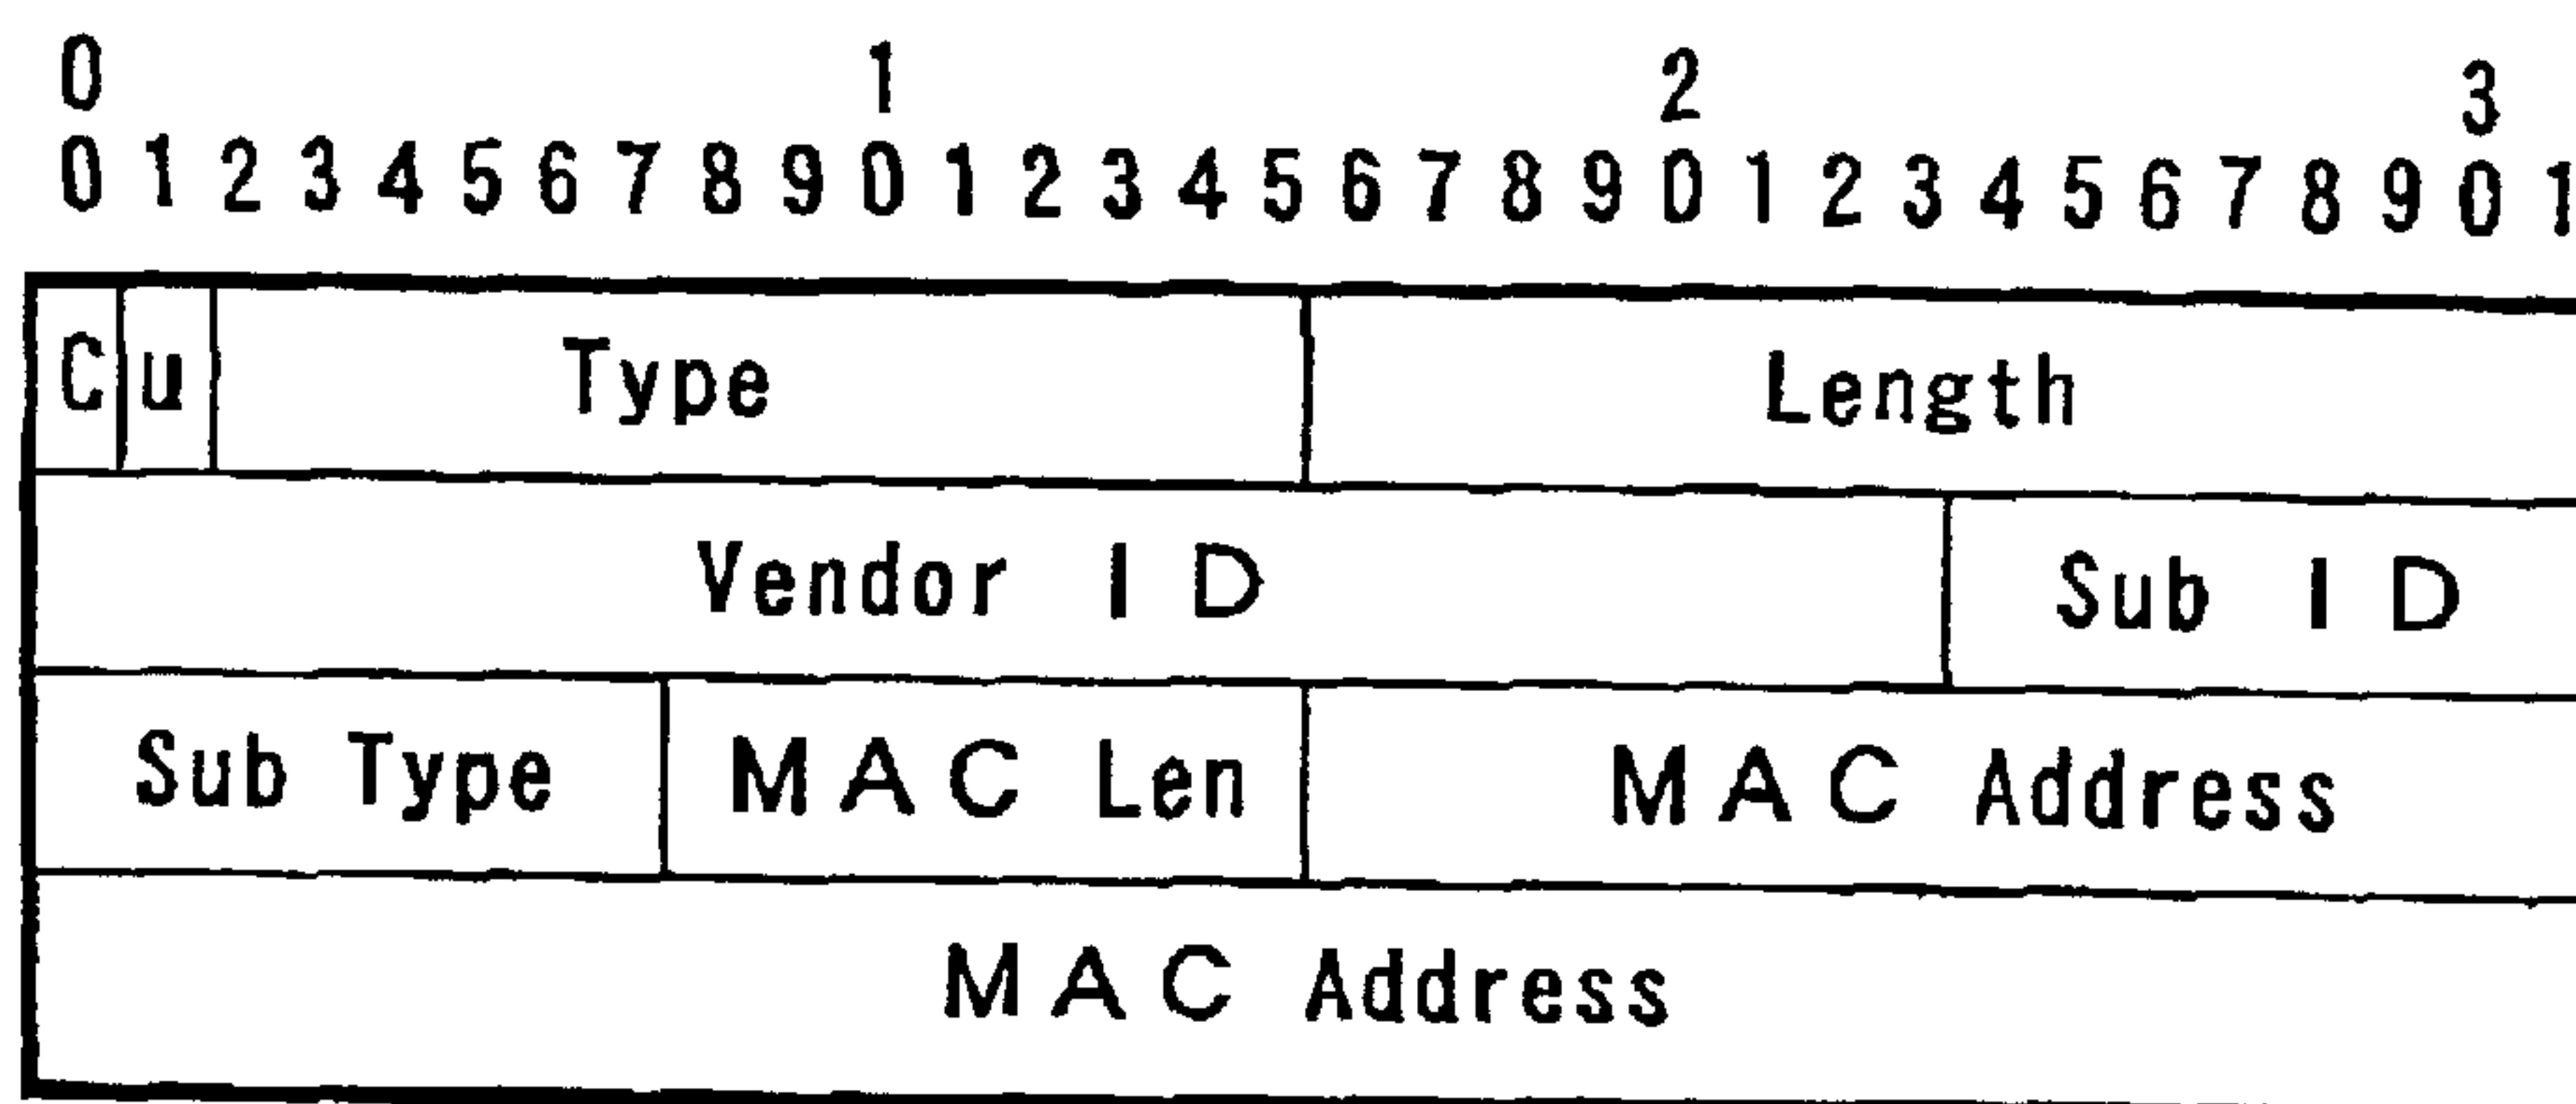 0 1 2 3
0 1 2 3 4 5 6 7 8 9 0 1 2 3 4 5 6 7 8 9 0 1 2 3 4 5 6 7 8 9 0 1
C u Type Length
Vendor ID Sub ID
Sub Type MAC Len MAC Address
MAC Address